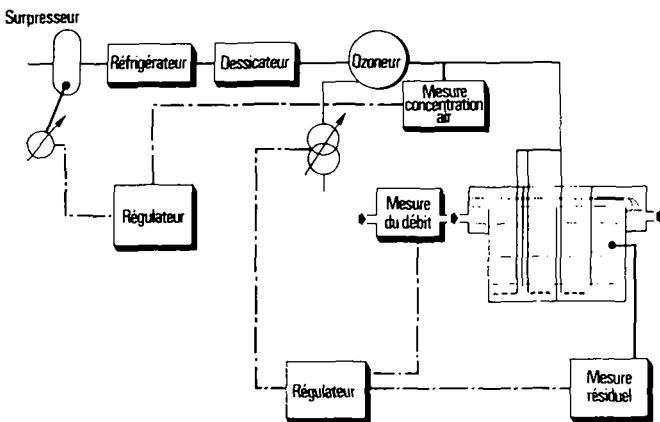 Surpresseur
Réfrigérateur
Dessicateur
Ozoneur
Mesure
concentration
air
Régulateur
Mesure
du débit
Régulateur
Mesure
résiduel